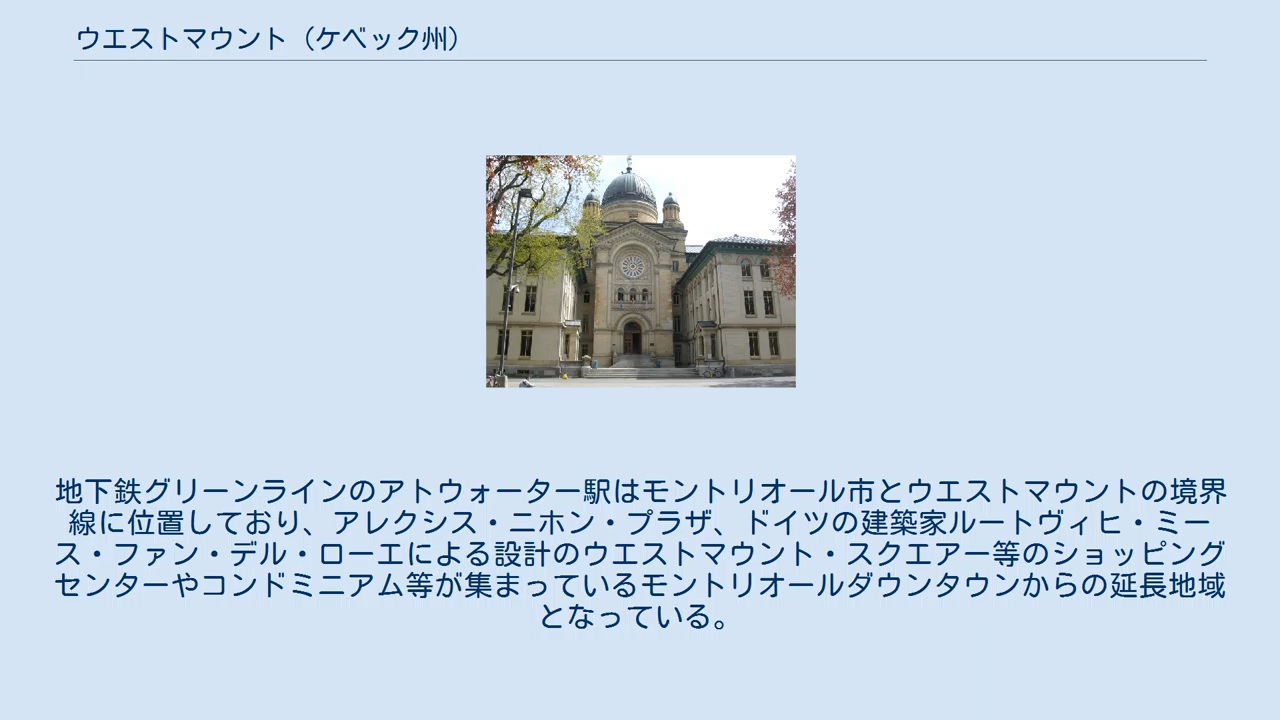 ウエストマウント（ケベック州）
地下鉄グリーンラインのアトウォーター駅はモントリオール市とウエストマウントの境界
線に位置しており、アレクシス・ニホン・プラザ、ドイツの建築家ルートヴィヒ・ミー
ス・ファン・デル・ローエによる設計のウエストマウント・スクエアー等のショッピング
センターやコンドミニアム等が集まっているモントリオールダウンタウンからの延長地域
となっている。